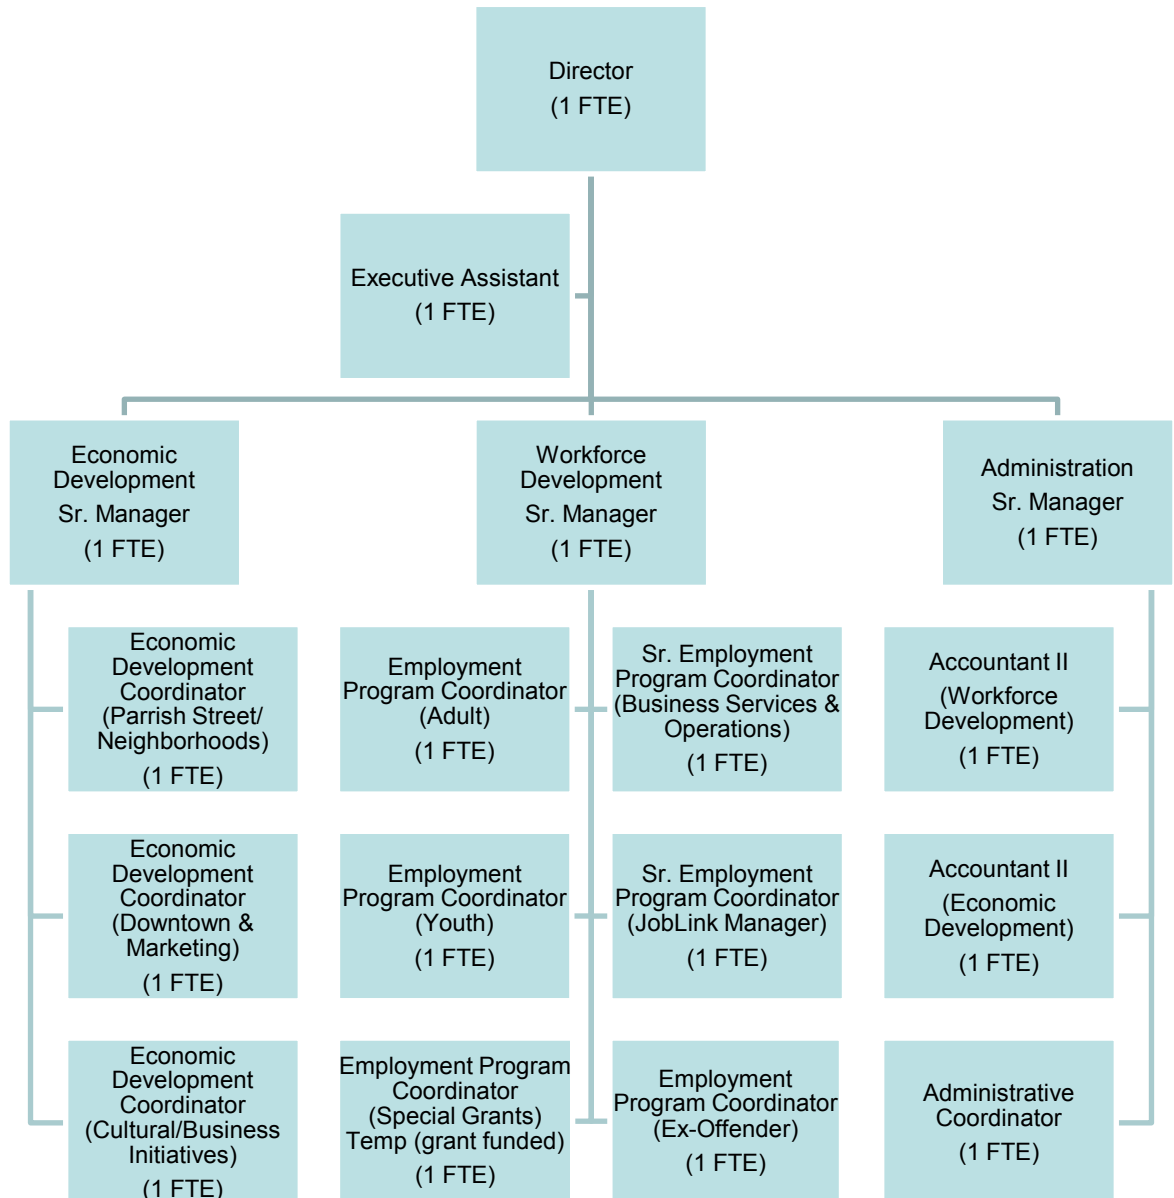 Director
(1 FTE)
Executive Assistant
(1 FTE)
Economic
Development
Sr. Manager
(1 FTE)
Workforce
Development
Sr. Manager
(1 FTE)
Administration
Sr. Manager
(1 FTE)
Economic
Development
Coordinator
(Parrish Street/
Neighborhoods)
(1 FTE)
Employment
Program Coordinator
(Adult)
(1 FTE)
Sr. Employment
Program Coordinator
(Business Services &
Operations)
(1 FTE)
Accountant II
(Workforce
Development)
(1 FTE)
Economic
Development
Coordinator
(Downtown &
Marketing)
(1 FTE)
Employment
Program Coordinator
(Youth)
(1 FTE)
Sr. Employment
Program Coordinator
(JobLink Manager)
(1 FTE)
Accountant II
(Economic
Development)
(1 FTE)
Economic
Development
Coordinator
(Cultural/Business
Initiatives)
(1 FTE)
Employment Program
Coordinator
(Special Grants)
Temp (grant funded)
(1 FTE)
Employment
Program Coordinator
(Ex-Offender)
(1 FTE)
Administrative
Coordinator
(1 FTE)